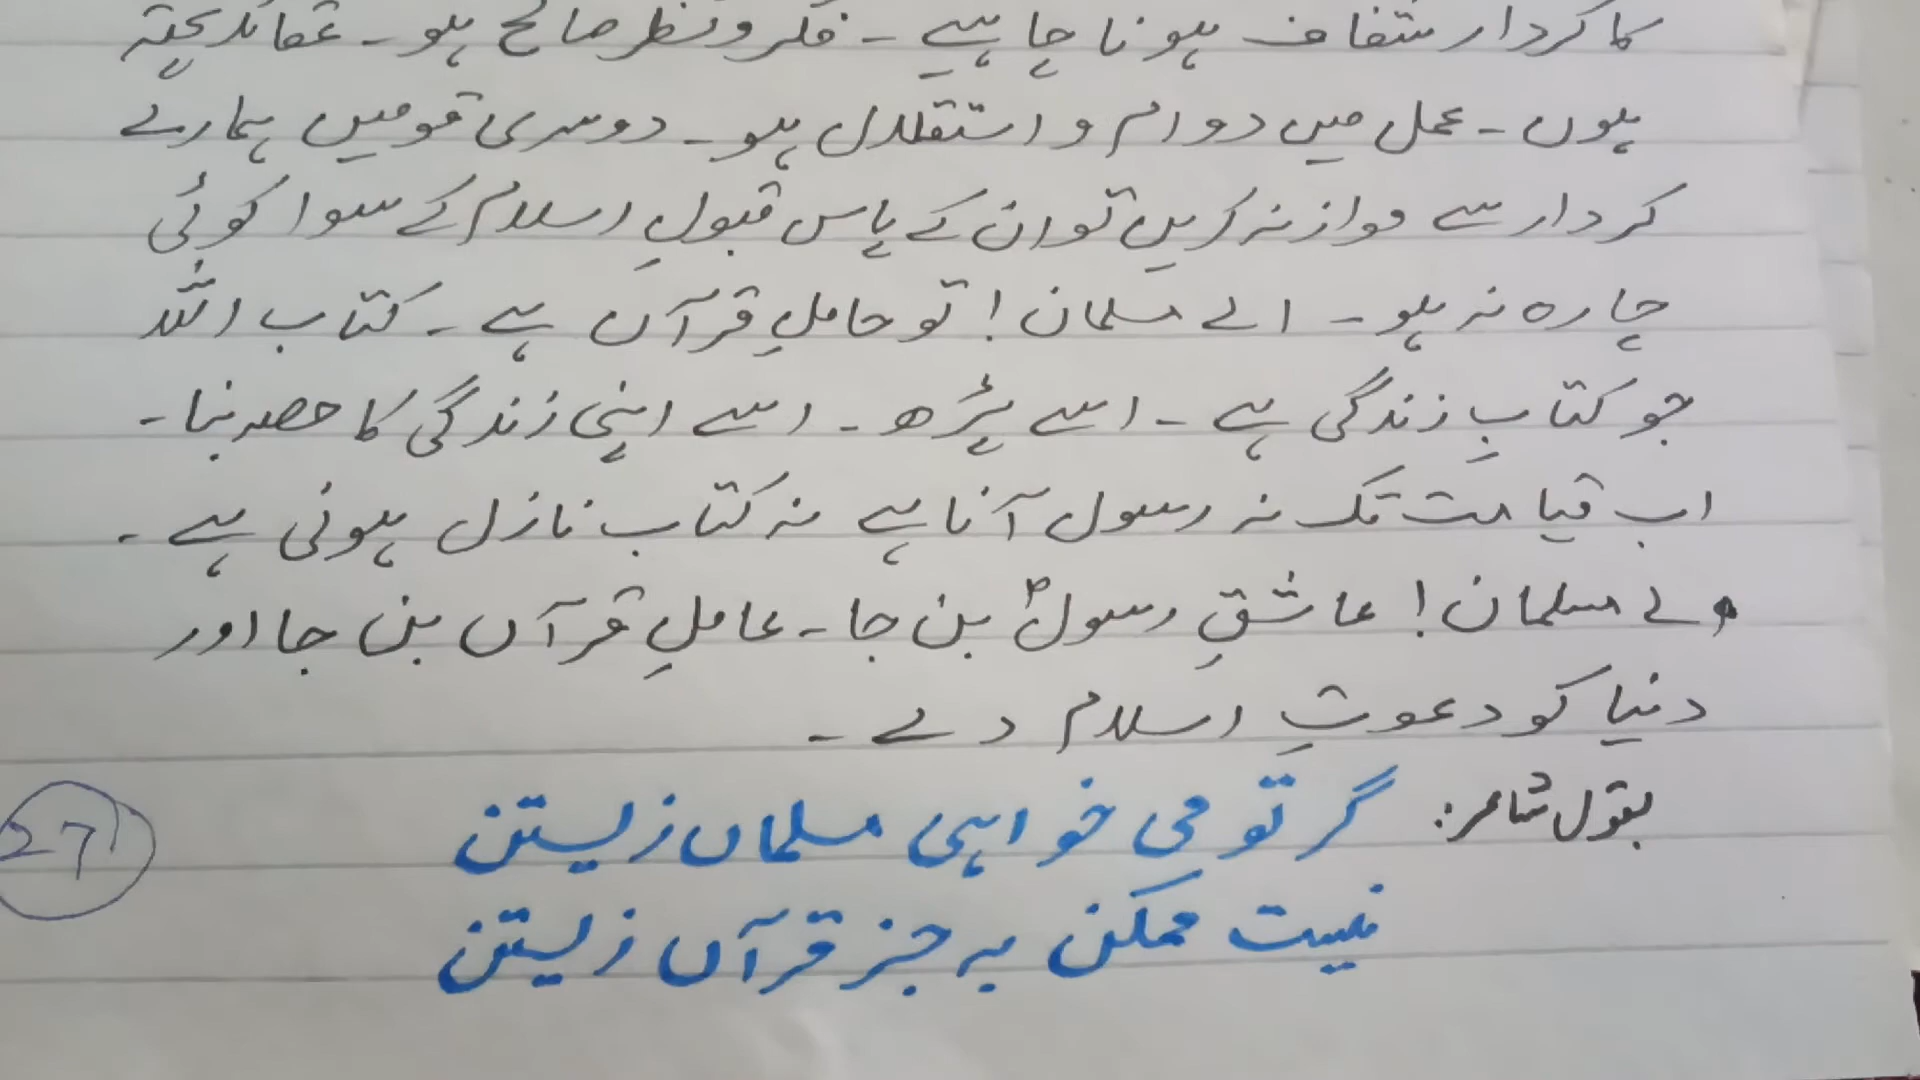 کا کردار شفاف ہونا چاہیے ۔ فکر و نظر صالح ہو ۔ عقائد پختہ
ہوں ۔ عمل میں دوام و استقلال ہو ۔ دوسری قومیں ہمارے
کردار سے موازنہ کریں تو ان کے پاس قبولِ اسلام کے سوا کوئی
چارہ نہ ہو ۔ اے مسلمان ! تو حاملِ قرآں ہے ۔ کتاب اللہ
جو کتابِ زندگی ہے ۔ اسے پڑھ ۔ اسے اپنی زندگی کا حصہ بنا ۔
اب قیامت تک نہ رسول آنا ہے نہ کتاب نازل ہونی ہے ۔
اے مسلمان ! عاشقِ رسولؐ بن جا ۔ عاملِ قرآں بن جا اور
دنیا کو دعوتِ اسلام دے ۔
بقول شاعر: گر تو می خواہی مسلماں زیستن
نیست ممکن بہ جز قرآں زیستن
27